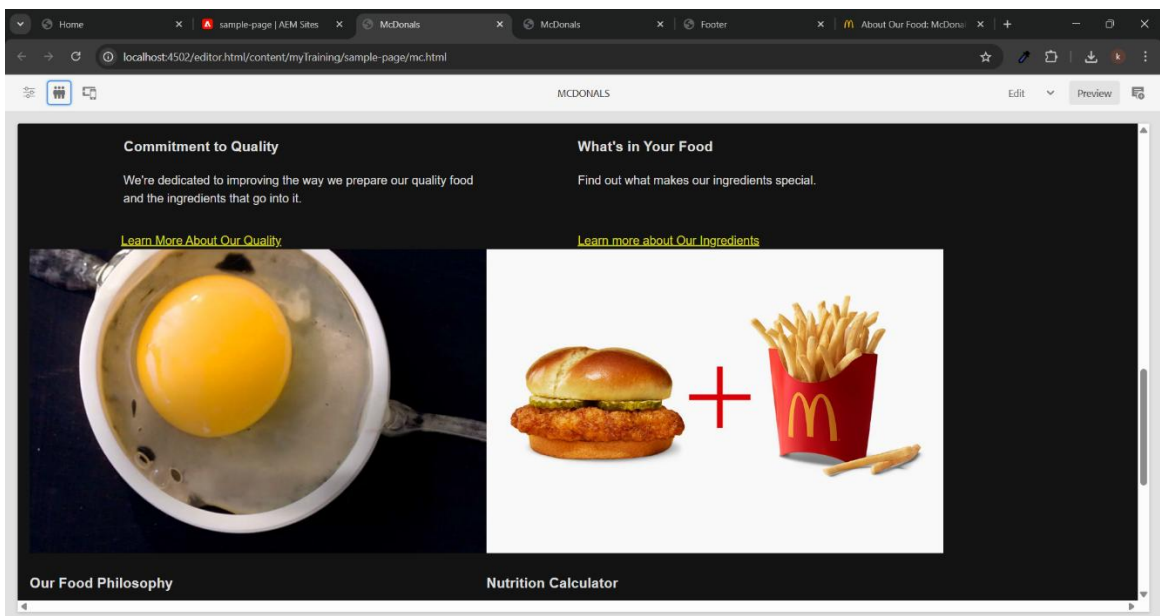 Home
sample-page | AEM Sites
McDonals
McDonals
Footer
About Our Food: McDonal
localhost:4502/editor.html/content/myTraining/sample-page/mc.html
k
MCDONALS
Edit
Preview
Commitment to Quality
We're dedicated to improving the way we prepare our quality food
and the ingredients that go into it.
Learn More About Our Quality
What's in Your Food
Find out what makes our ingredients special.
Learn more about Our Ingredients
Our Food Philosophy
Nutrition Calculator